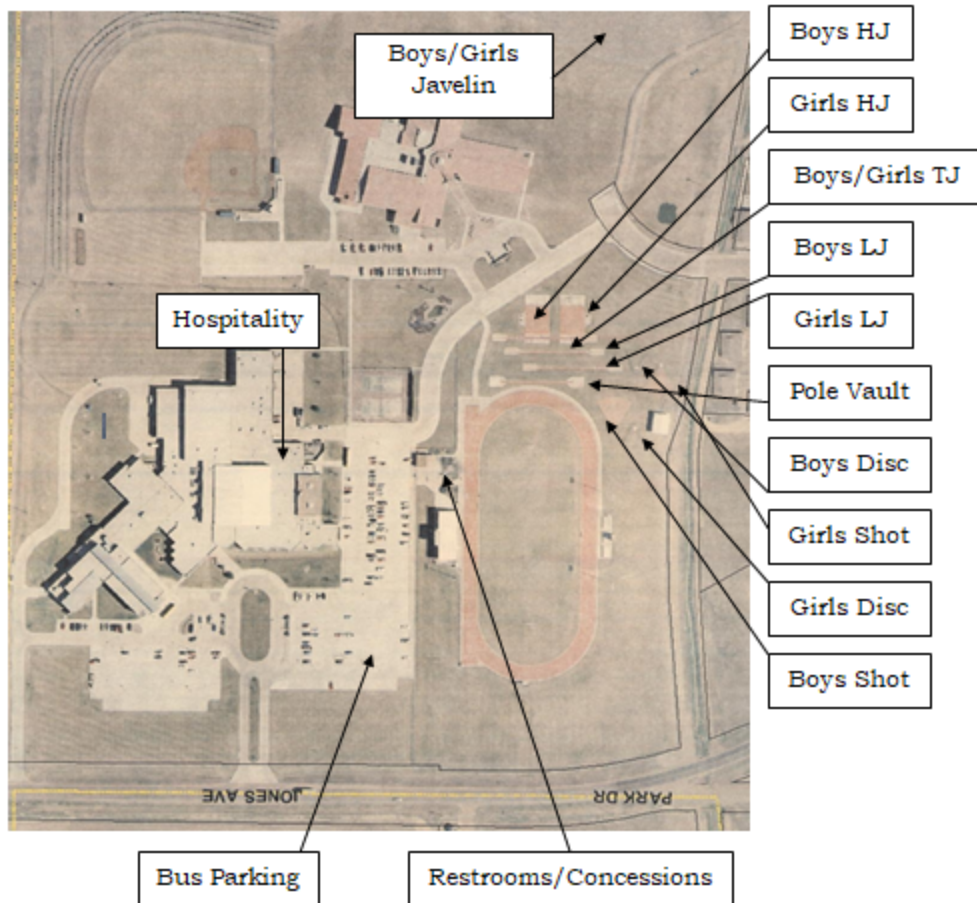 Boys HJ
Boys/Girls
Javelin
Girls HJ
Boys/Girls TJ
Boys LJ
Hospitality
Girls LJ
Pole Vault
Boys Disc
Girls Shot
Girls Disc
Boys Shot
JONES AVE
PARK DR
Bus Parking
Restrooms/Concessions